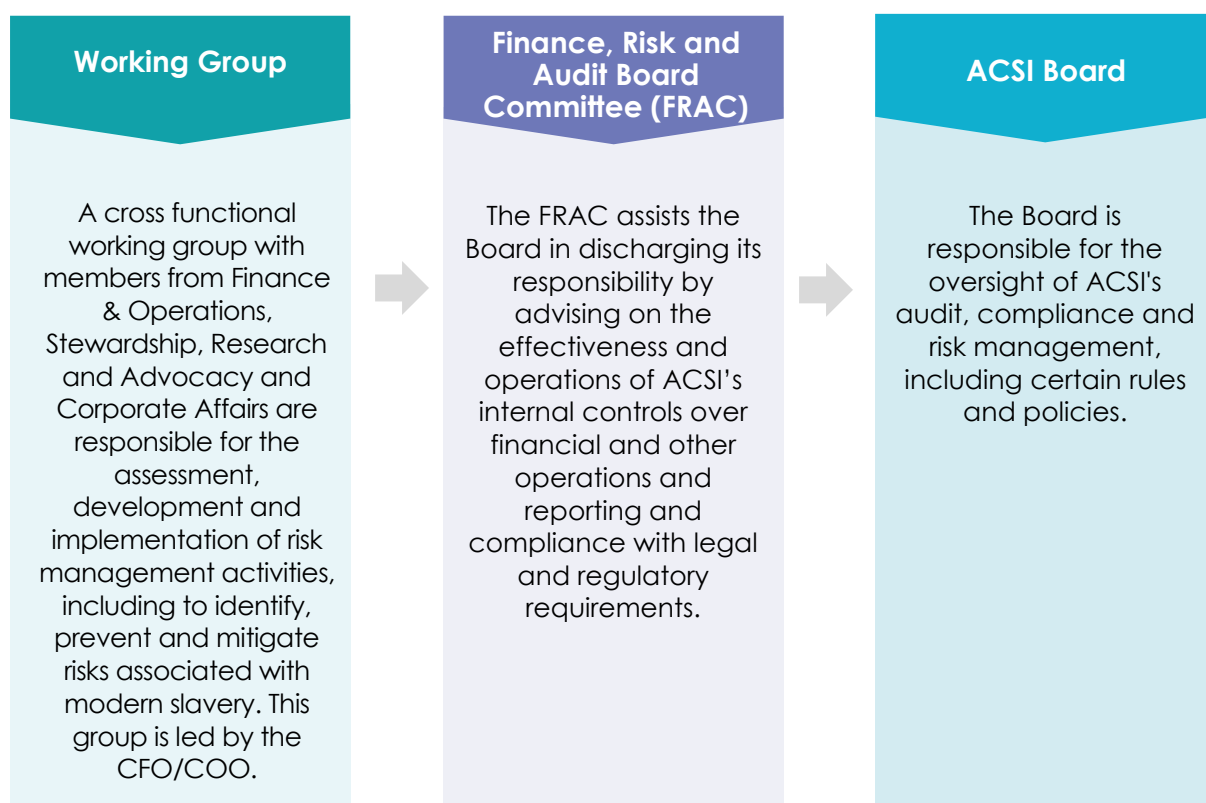 Working Group
A cross functional
working group with
members from Finance
& Operations,
Stewardship, Research
and Advocacy and
Corporate Affairs are
responsible for the
assessment,
development and
implementation of risk
management activities,
including to identify,
prevent and mitigate
risks associated with
modern slavery. This
group is led by the
CFO/COO.
Finance, Risk and
Audit Board
Committee (FRAC)
The FRAC assists the
Board in discharging its
responsibility by
advising on the
effectiveness and
operations of ACSI’s
internal controls over
financial and other
operations and
reporting and
compliance with legal
and regulatory
requirements.
ACSI Board
The Board is
responsible for the
oversight of ACSI's
audit, compliance and
risk management,
including certain rules
and policies.